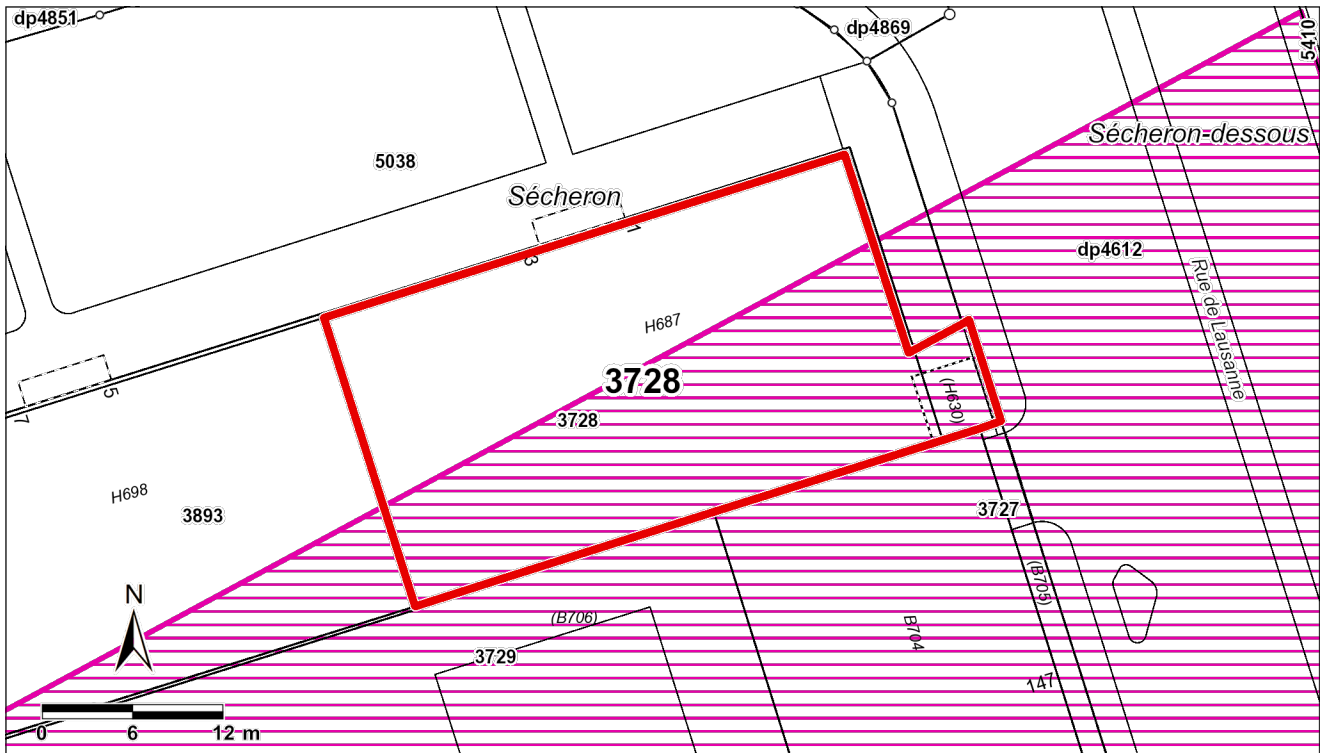 dp4851
dp4869
5410
Sécheron-dessous
5038
Sécheron
1
3
dp4612
Rue de Lausanne
H687
3728
3728
5
7
(H630)
H698
3893
3727
N
(B706)
(B705)
B704
3729
147
0 6 12 m